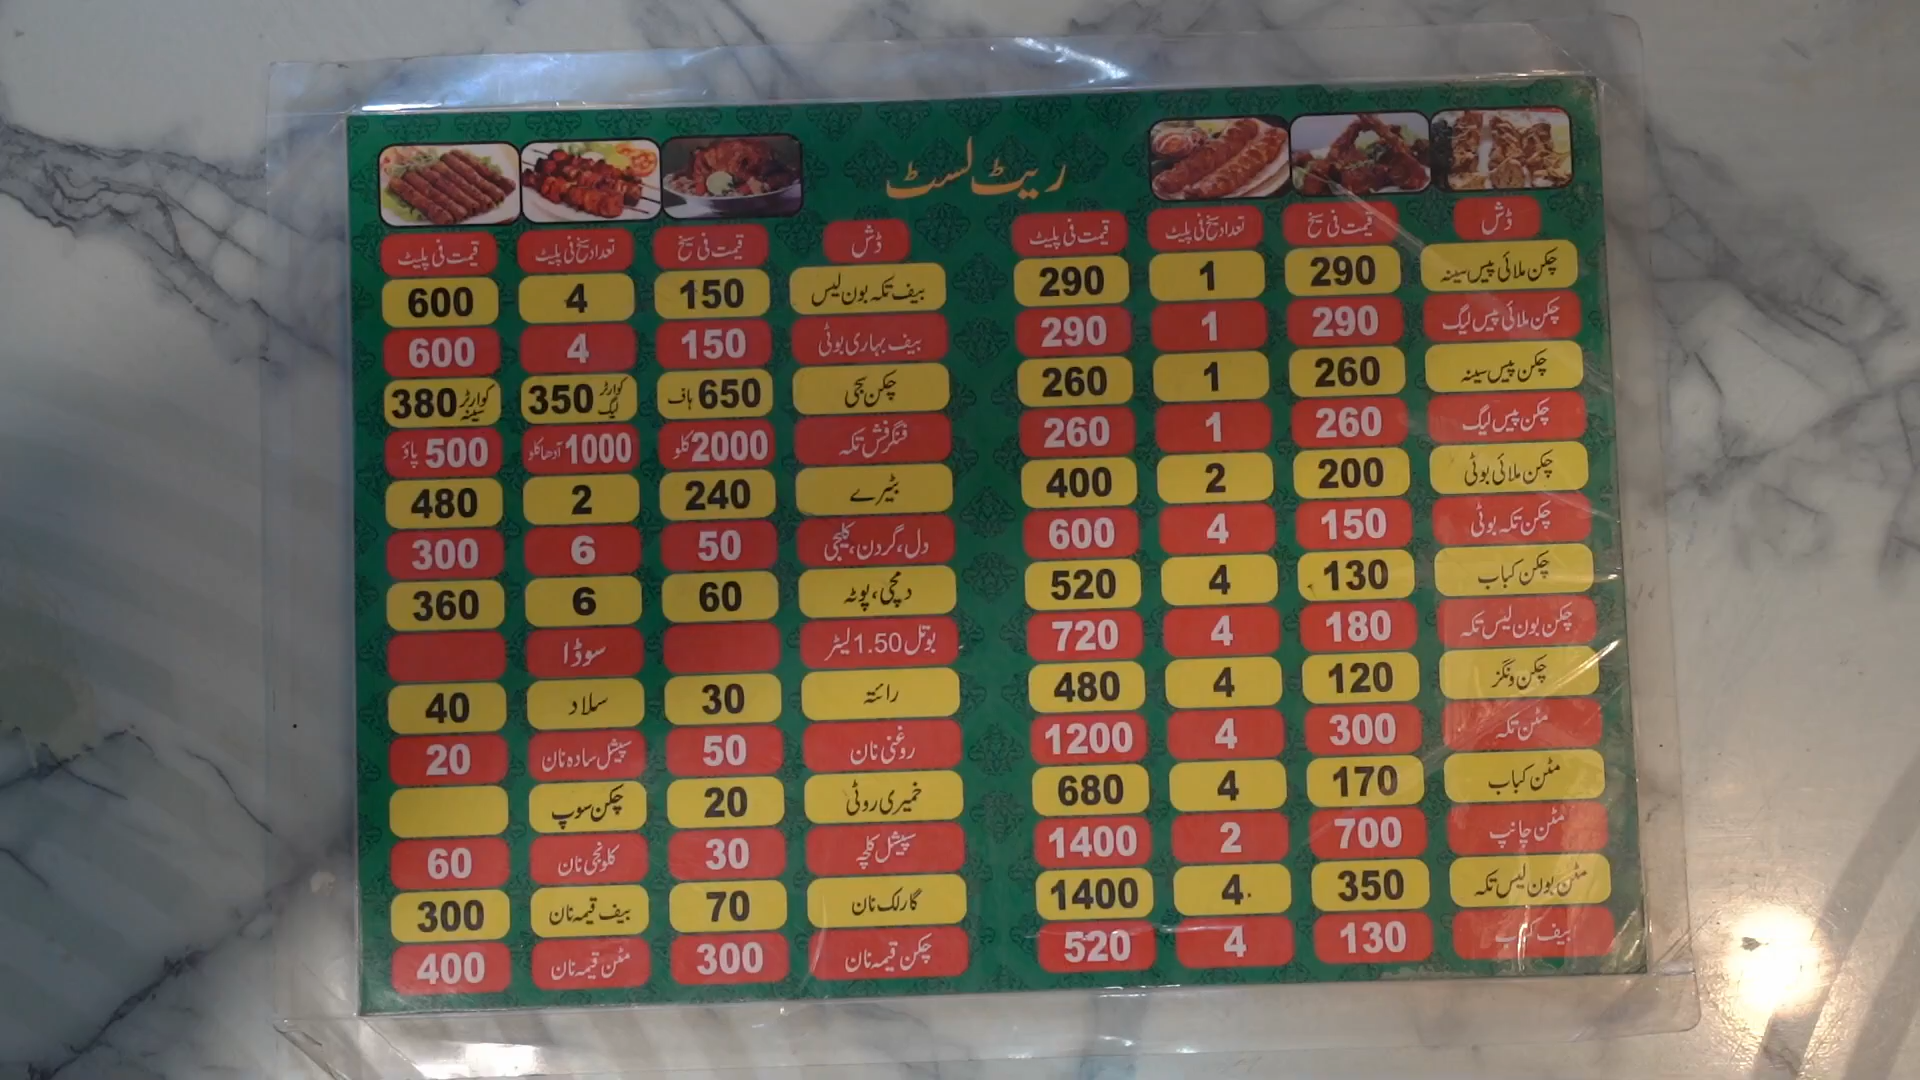 ریٹ لسٹ
ڈش قیمت فی سیخ تعداد سیخ فی پلیٹ قیمت فی پلیٹ
چکن ملائی پیس سینہ 290 1 290
چکن ملائی پیس لیگ 290 1 290
چکن پیس سینہ 260 1 260
چکن پیس لیگ 260 1 260
چکن ملائی بوٹی 200 2 400
چکن تکہ بوٹی 150 4 600
چکن کباب 130 4 520
چکن بون لیس تکہ 180 4 720
چکن ونگز 120 4 480
مٹن تکہ 300 4 1200
مٹن کباب 170 4 680
مٹن چانپ 700 2 1400
مٹن بون لیس تکہ 350 4 1400
بیف کباب 130 4 520
ڈش قیمت فی سیخ تعداد سیخ فی پلیٹ قیمت فی پلیٹ
بیف تکہ بون لیس 150 4 600
بیف بہاری بوٹی 150 4 600
چکن سجی 650 ہاف کوارٹر لیگ 350 کوارٹر سینہ 380
فنگر فش تکہ 2000 کلو 1000 آدھا کلو 500 پاؤ
بٹیرے 240 2 480
دل، گردن، کلیجی 50 6 300
دمچی، پوٹہ 60 6 360
بوتل 1.50 لیٹر سوڈا
رائتہ 30 سلاد 40
روغنی نان 50 سپیشل سادہ نان 20
خمیری روٹی 20 چکن سوپ
سپیشل کلچہ 30 کلونجی نان 60
گارلک نان 70 بیف قیمہ نان 300
چکن قیمہ نان 300 مٹن قیمہ نان 400